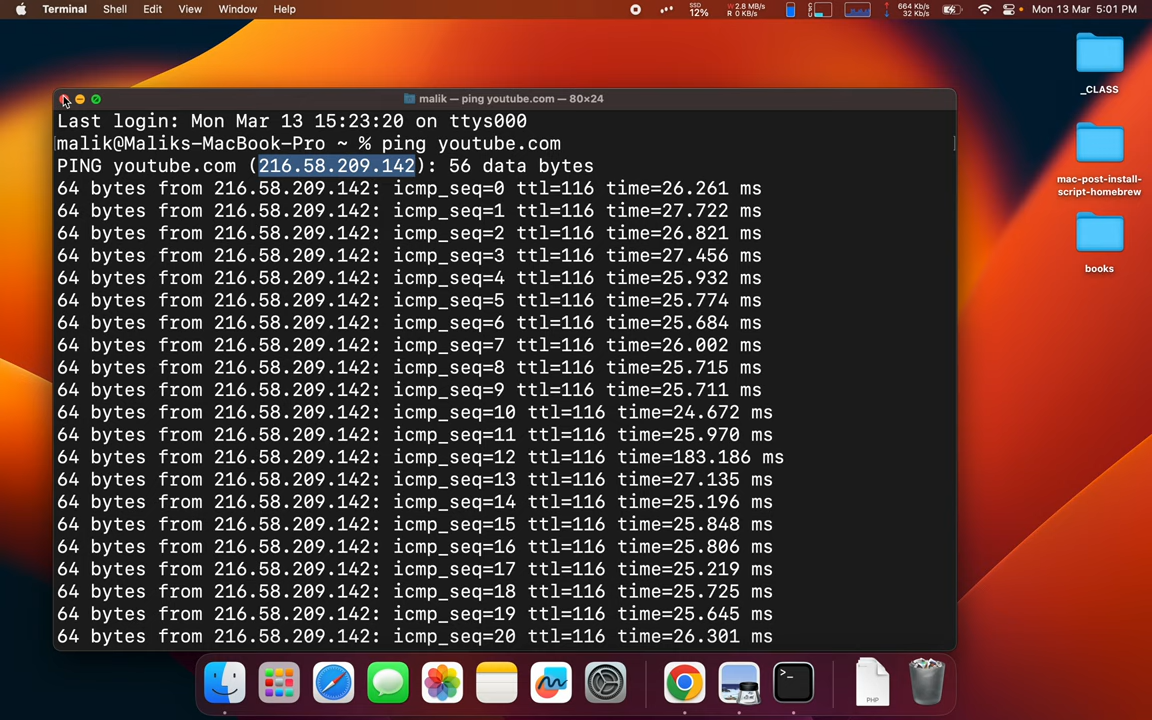 Terminal Shell Edit View Window Help SSD 12% W 2.8 MB/s R 0 KB/s 664 Kb/s 32 Kb/s Mon 13 Mar 5:01 PM
_CLASS
mac-post-install-
script-homebrew
books
malik — ping youtube.com — 80×24
Last login: Mon Mar 13 15:23:20 on ttys000
[malik@Maliks-MacBook-Pro ~ % ping youtube.com ]
PING youtube.com (216.58.209.142): 56 data bytes
64 bytes from 216.58.209.142: icmp_seq=0 ttl=116 time=26.261 ms
64 bytes from 216.58.209.142: icmp_seq=1 ttl=116 time=27.722 ms
64 bytes from 216.58.209.142: icmp_seq=2 ttl=116 time=26.821 ms
64 bytes from 216.58.209.142: icmp_seq=3 ttl=116 time=27.456 ms
64 bytes from 216.58.209.142: icmp_seq=4 ttl=116 time=25.932 ms
64 bytes from 216.58.209.142: icmp_seq=5 ttl=116 time=25.774 ms
64 bytes from 216.58.209.142: icmp_seq=6 ttl=116 time=25.684 ms
64 bytes from 216.58.209.142: icmp_seq=7 ttl=116 time=26.002 ms
64 bytes from 216.58.209.142: icmp_seq=8 ttl=116 time=25.715 ms
64 bytes from 216.58.209.142: icmp_seq=9 ttl=116 time=25.711 ms
64 bytes from 216.58.209.142: icmp_seq=10 ttl=116 time=24.672 ms
64 bytes from 216.58.209.142: icmp_seq=11 ttl=116 time=25.970 ms
64 bytes from 216.58.209.142: icmp_seq=12 ttl=116 time=183.186 ms
64 bytes from 216.58.209.142: icmp_seq=13 ttl=116 time=27.135 ms
64 bytes from 216.58.209.142: icmp_seq=14 ttl=116 time=25.196 ms
64 bytes from 216.58.209.142: icmp_seq=15 ttl=116 time=25.848 ms
64 bytes from 216.58.209.142: icmp_seq=16 ttl=116 time=25.806 ms
64 bytes from 216.58.209.142: icmp_seq=17 ttl=116 time=25.219 ms
64 bytes from 216.58.209.142: icmp_seq=18 ttl=116 time=25.725 ms
64 bytes from 216.58.209.142: icmp_seq=19 ttl=116 time=25.645 ms
64 bytes from 216.58.209.142: icmp_seq=20 ttl=116 time=26.301 ms
>_
PHP